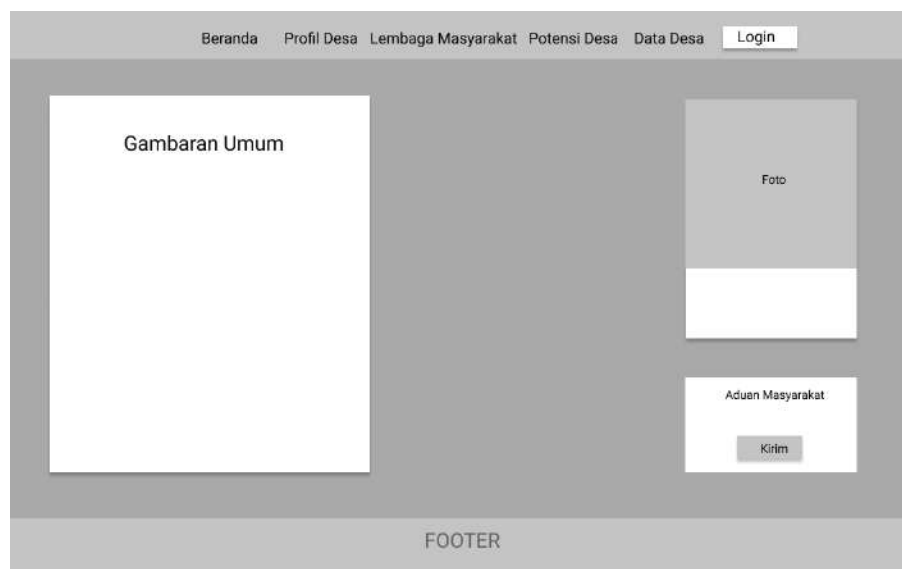 Beranda Profil Desa Lembaga Masyarakat Potensi Desa Data Desa Login
Gambaran Umum
Foto
Aduan Masyarakat
Kirim
FOOTER